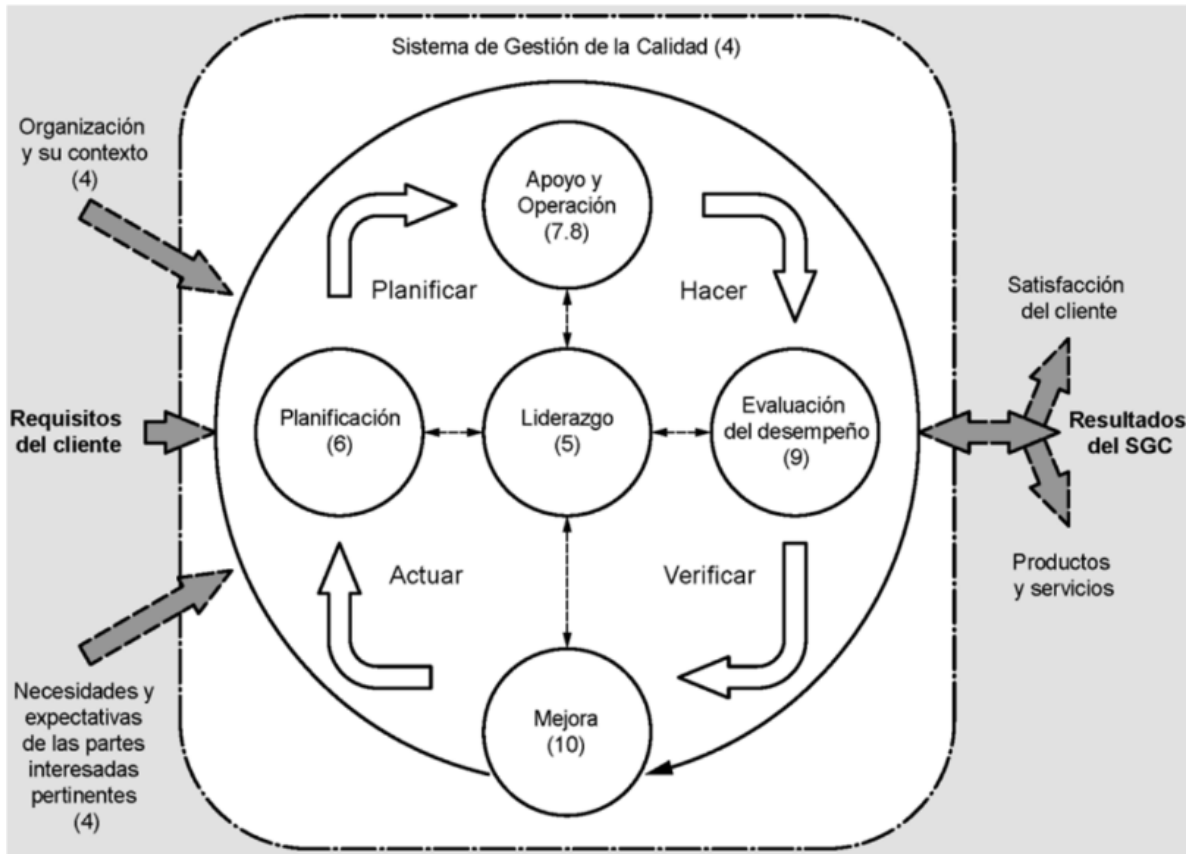 Sistema de Gestión de la Calidad (4)
Organización
y su contexto
(4)
Apoyo y
Operación
(7.8)
Planificar
Hacer
Satisfacción
del cliente
Requisitos
del cliente
Planificación
(6)
Liderazgo
(5)
Evaluación
del desempeño
(9)
Resultados
del SGC
Actuar
Verificar
Productos
y servicios
Necesidades y
expectativas
de las partes
interesadas
pertinentes
(4)
Mejora
(10)